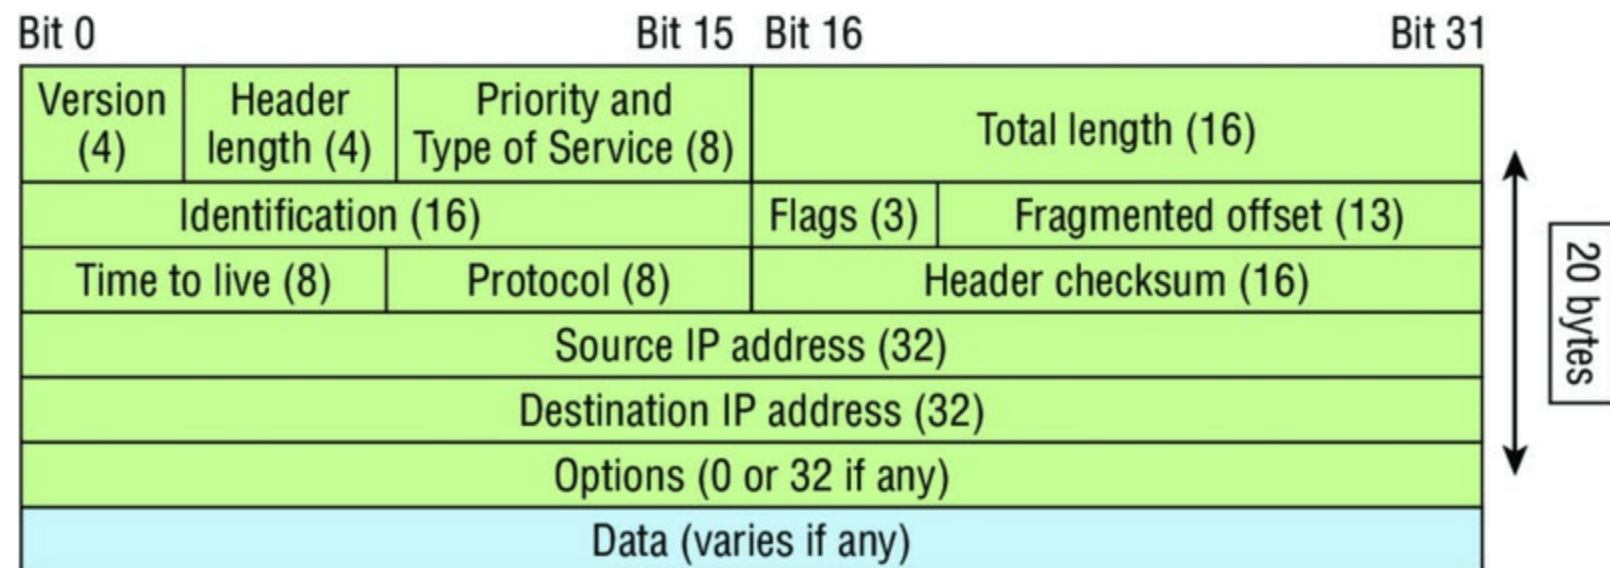 Bit 0 Bit 15 Bit 16 Bit 31
Version (4)
Header length (4)
Priority and
Type of Service (8)
Total length (16)
Identification (16)
Flags (3)
Fragmented offset (13)
Time to live (8)
Protocol (8)
Header checksum (16)
Source IP address (32)
Destination IP address (32)
Options (0 or 32 if any)
Data (varies if any)
20 bytes